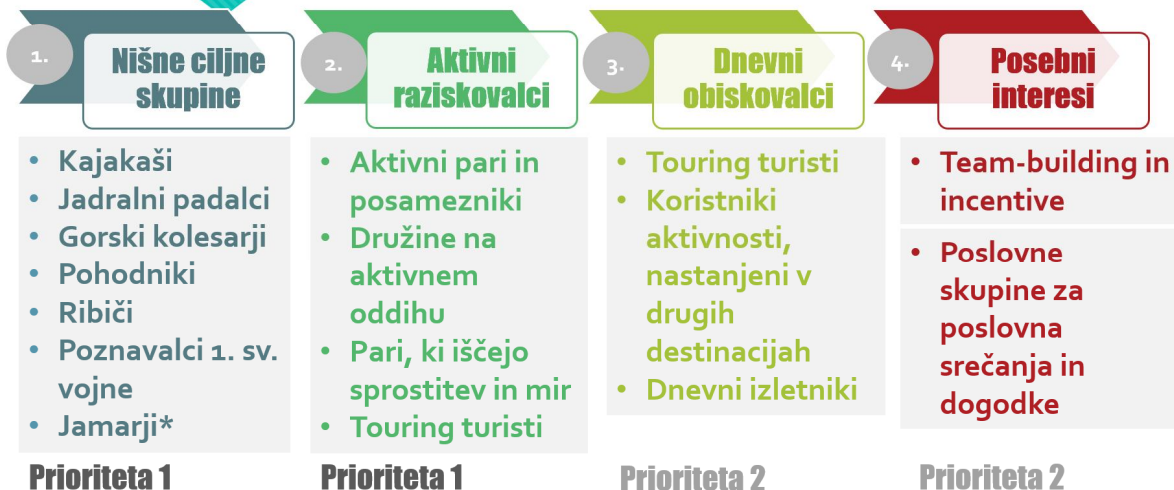 1.
Nišne ciljne
skupine
• Kajakaši
• Jadralni padalci
• Gorski kolesarji
• Pohodniki
• Ribiči
• Poznavalci 1. sv.
vojne
• Jamarji*
Prioriteta 1
2.
Aktivni
raziskovalci
• Aktivni pari in
posamezniki
• Družine na
aktivnem
oddihu
• Pari, ki iščejo
sprostitev in mir
• Touring turisti
Prioriteta 1
3.
Dnevni
obiskovalci
• Touring turisti
• Koristniki
aktivnosti,
nastanjeni v
drugih
destinacijah
• Dnevni izletniki
Prioriteta 2
4.
Posebni
interesi
• Team-building in
incentive
• Poslovne
skupine za
poslovna
srečanja in
dogodke
Prioriteta 2